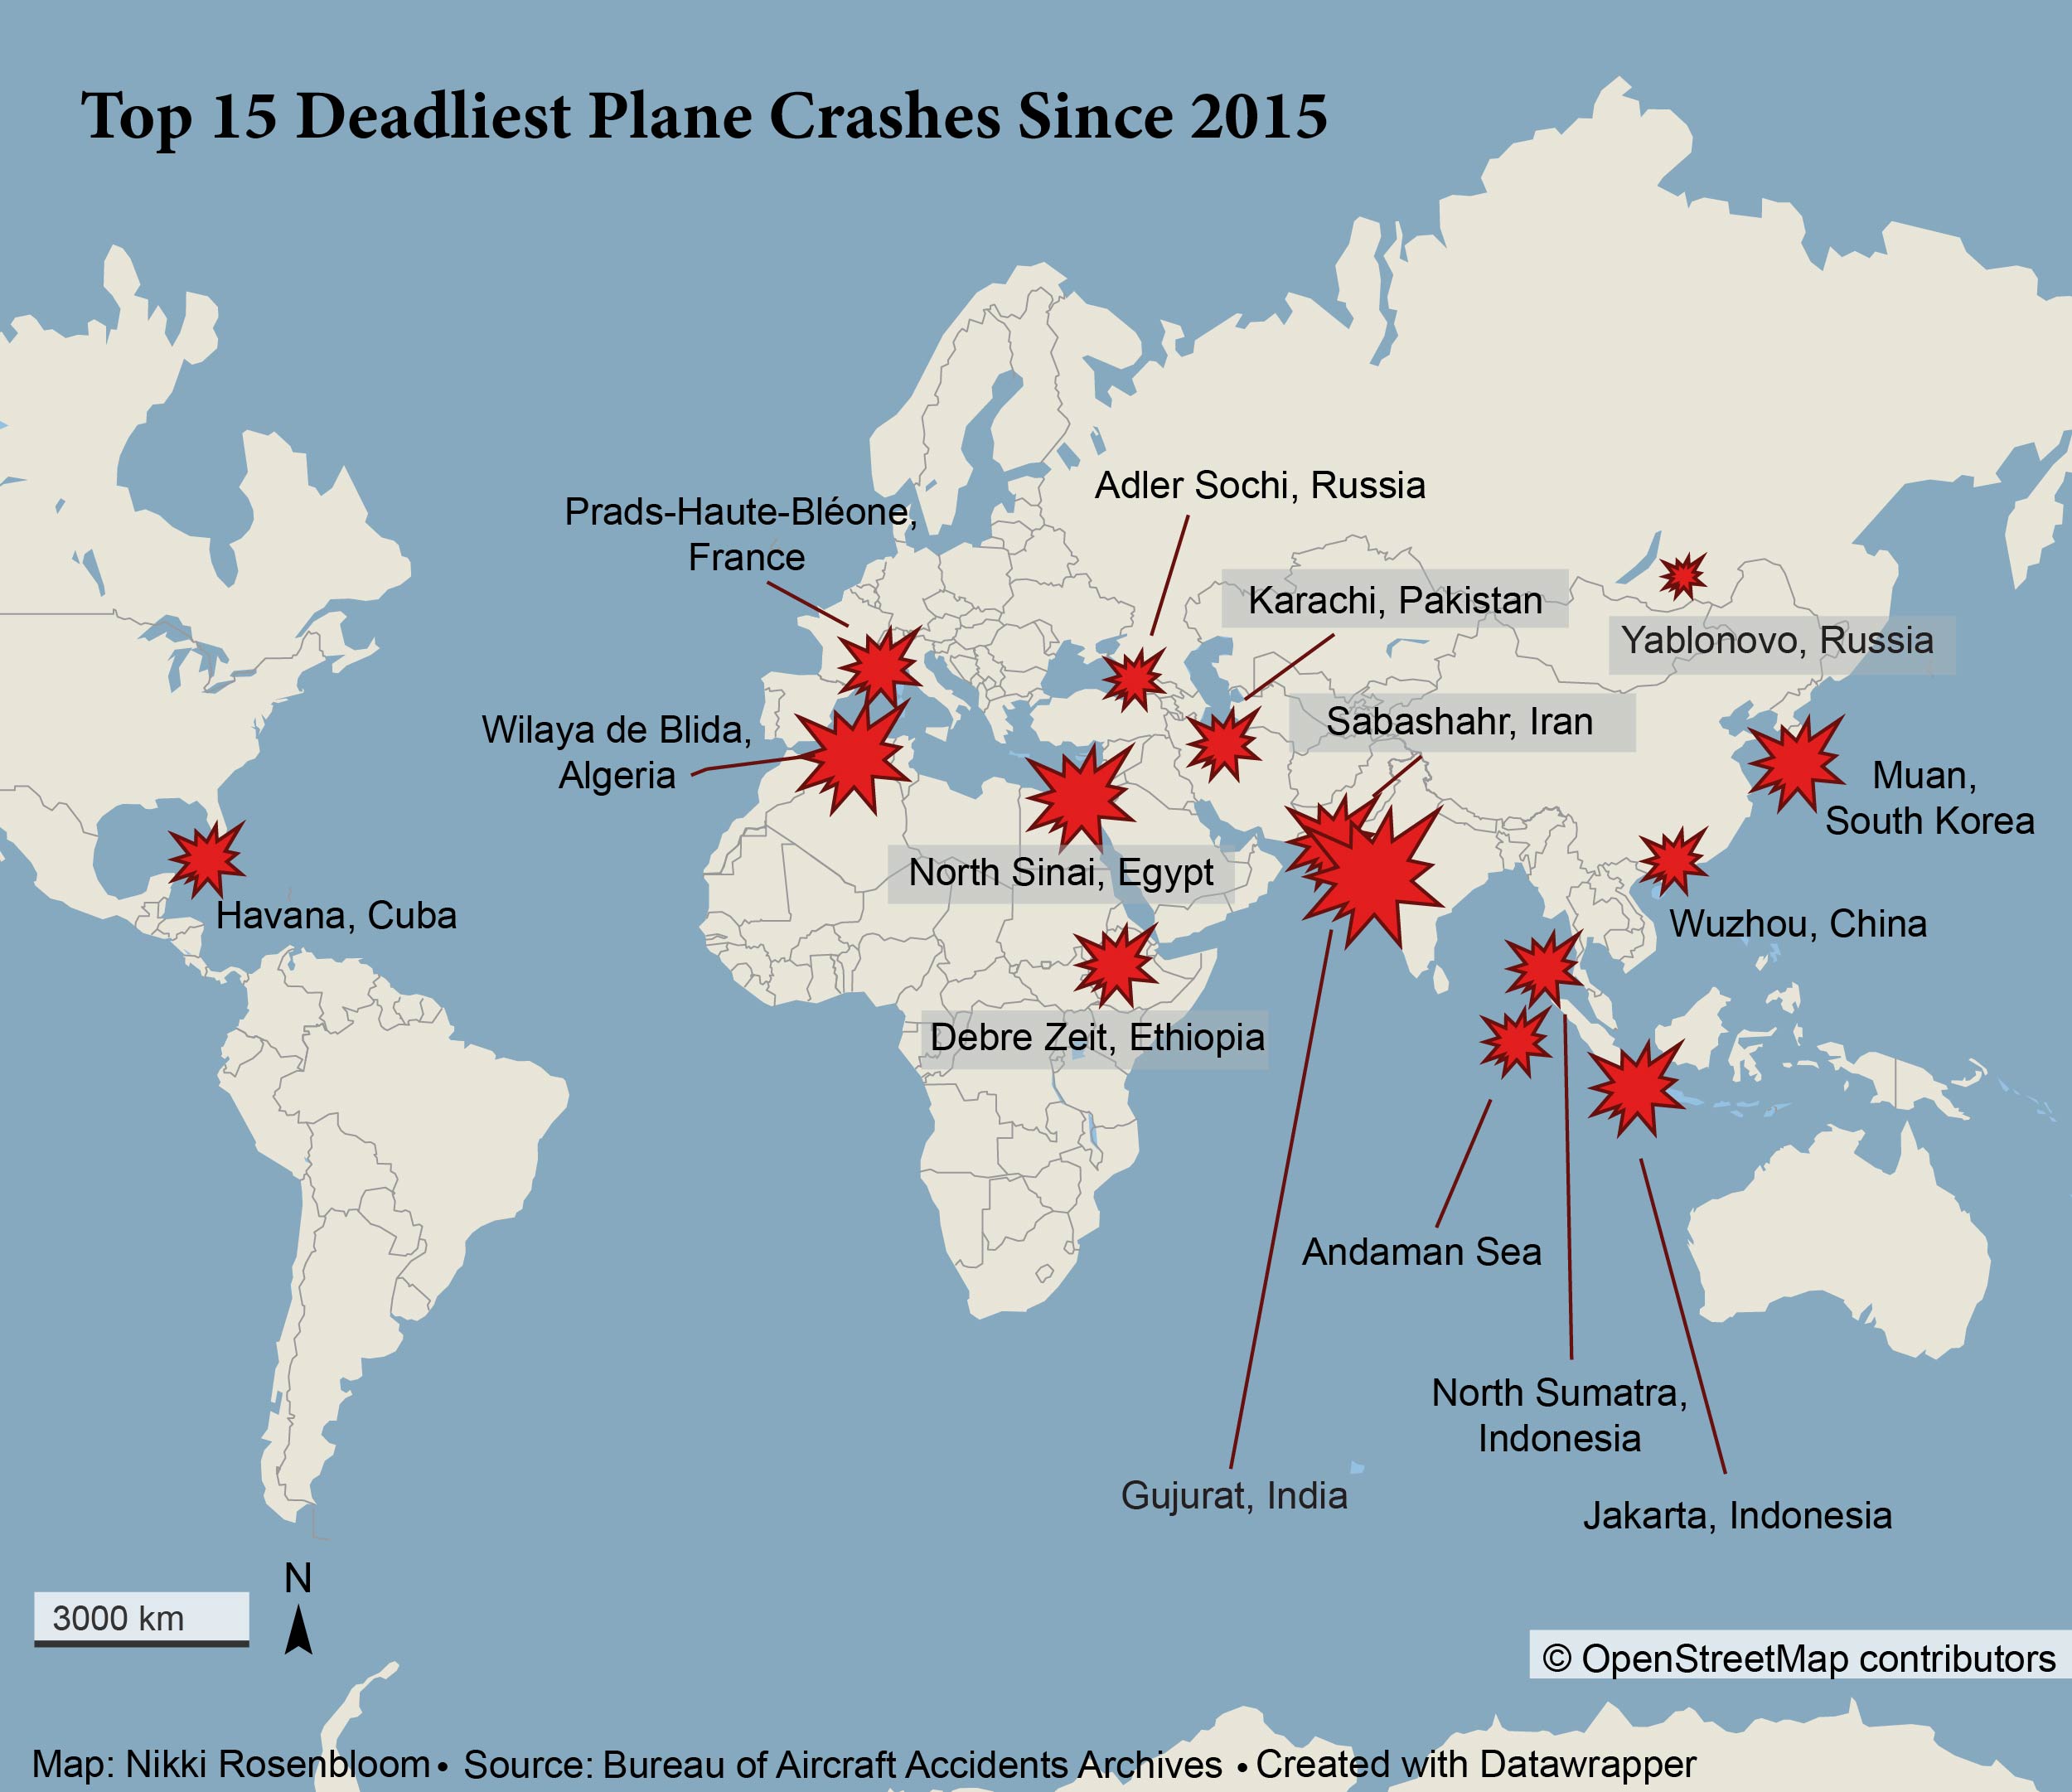 Top 15 Deadliest Plane Crashes Since 2015
Adler Sochi, Russia
Prads-Haute-Bléone,
France
Karachi, Pakistan
Yablonovo, Russia
Sabashahr, Iran
Wilaya de Blida,
Algeria
Muan,
South Korea
North Sinai, Egypt
Havana, Cuba
Wuzhou, China
Debre Zeit, Ethiopia
Andaman Sea
North Sumatra,
Indonesia
Gujurat, India
Jakarta, Indonesia
N
3000 km
© OpenStreetMap contributors
Map: Nikki Rosenbloom • Source: Bureau of Aircraft Accidents Archives • Created with Datawrapper